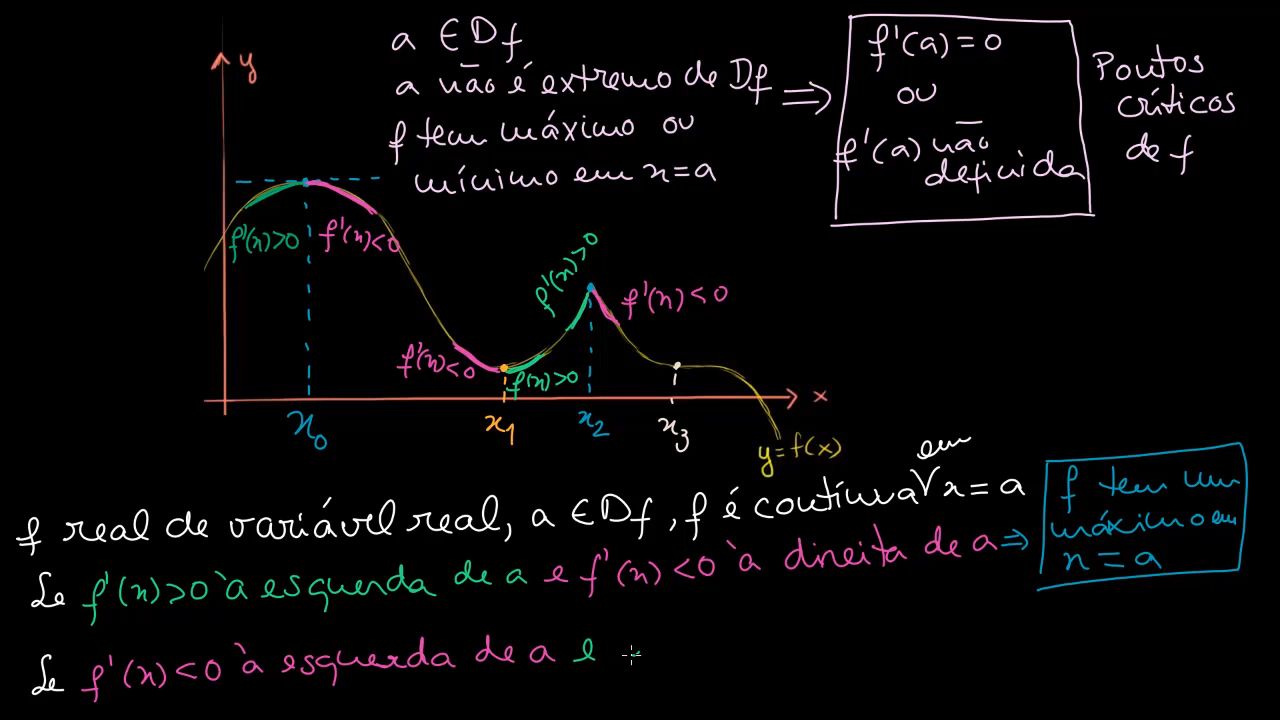 a ∈ Df
a não é extremo de Df ⇒
f tem máximo ou
mínimo em x=a
f'(a) = 0
ou
f'(a) não
definida
Pontos
críticos
de f
y
f'(x)>0
f'(x)<0
f'(x)<0
f(x)>0
f'(x)>0
f'(x)<0
x
x₀
x₁
x₂
x₃
y=f(x)
f real de variável real, a ∈ Df, f é contínua em x = a
Se f'(x)>0 à esquerda de a e f'(x)<0 à direita de a ⇒
f tem um
máximo em
x = a
Se f'(x)<0 à esquerda de a e